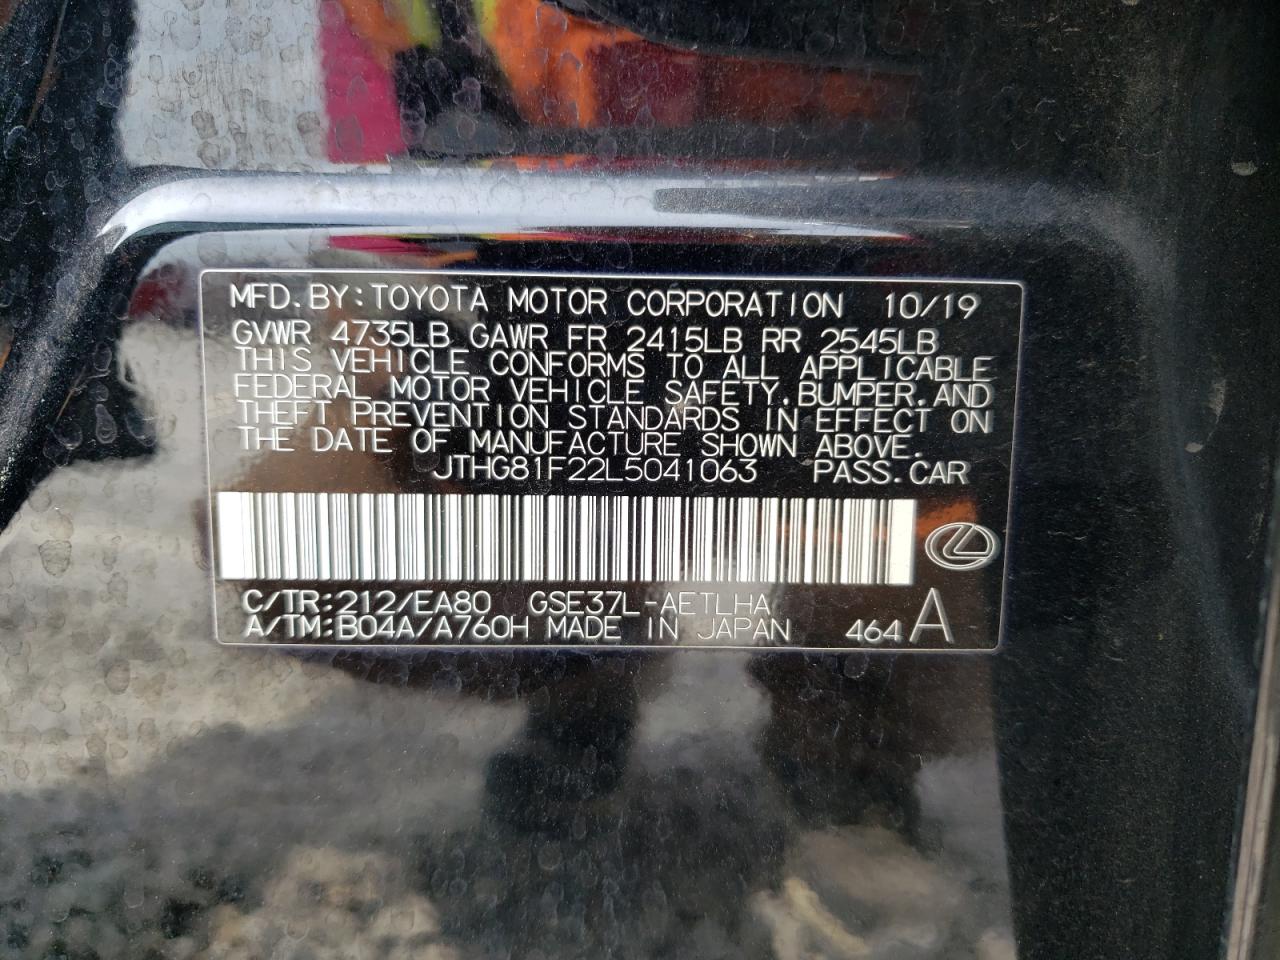 MFD.BY:TOYOTA MOTOR CORPORATION 10/19
GVWR 4735LB GAWR FR 2415LB RR 2545LB
THIS VEHICLE CONFORMS TO ALL APPLICABLE
FEDERAL MOTOR VEHICLE SAFETY.BUMPER.AND
THEFT PREVENTION STANDARDS IN EFFECT ON
THE DATE OF MANUFACTURE SHOWN ABOVE.
JTHG81F22L5041063 PASS.CAR
C/TR:212/EA80 GSE37L-AETLHA
A/TM:B04A/A760H MADE IN JAPAN 464 A